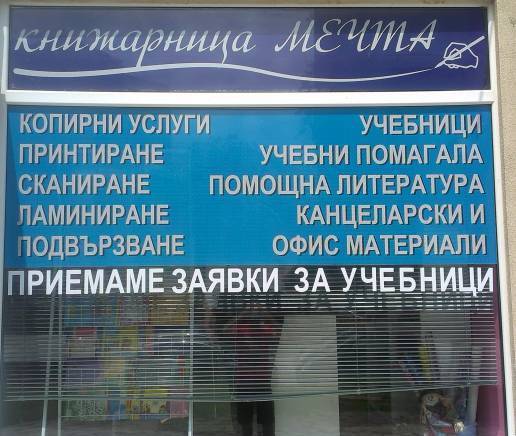 книжарница МЕЧТА
КОПИРНИ УСЛУГИ
ПРИНТИРАНЕ
СКАНИРАНЕ
ЛАМИНИРАНЕ
ПОДВЪРЗВАНЕ
УЧЕБНИЦИ
УЧЕБНИ ПОМАГАЛА
ПОМОЩНА ЛИТЕРАТУРА
КАНЦЕЛАРСКИ И
ОФИС МАТЕРИАЛИ
ПРИЕМАМЕ ЗАЯВКИ ЗА УЧЕБНИЦИ